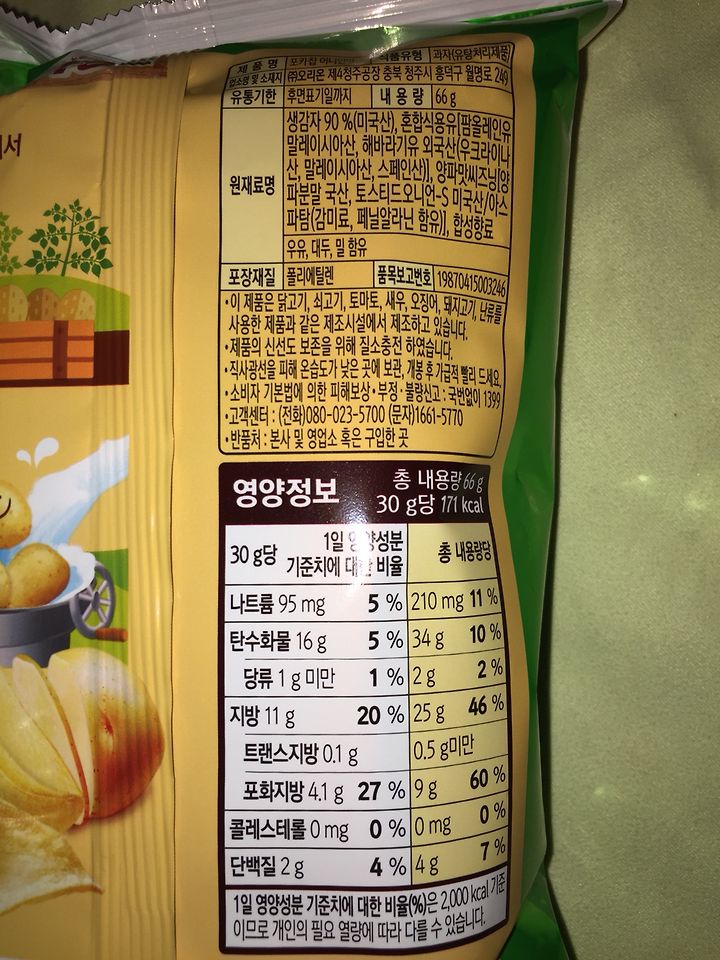 서
제 품 명 포카칩 어니언맛 식품유형 과자(유탕처리제품)
업소명 및 소재지 ㈜오리온 제4청주공장 충북 청주시 흥덕구 월명로 249
유통기한 후면표기일까지 내 용 량 66 g
원재료명 생감자 90 %(미국산), 혼합식용유[팜올레인유
말레이시아산, 해바라기유 외국산(우크라이나
산, 말레이시아산, 스페인산)], 양파맛씨즈닝[양
파분말 국산, 토스티드오니언-S 미국산/아스
파탐(감미료, 페닐알라닌 함유)], 합성향료
우유, 대두, 밀 함유
포장재질 폴리에틸렌 품목보고번호 19870415003246
•이 제품은 닭고기, 쇠고기, 토마토, 새우, 오징어, 돼지고기, 난류를
사용한 제품과 같은 제조시설에서 제조하고 있습니다.
•제품의 신선도 보존을 위해 질소충전 하였습니다.
•직사광선을 피해 온습도가 낮은 곳에 보관, 개봉 후 가급적 빨리 드세요.
•소비자 기본법에 의한 피해보상 •부정·불량신고 : 국번없이 1399
•고객센터 : (전화)080-023-5700 (문자)1661-5770
•반품처 : 본사 및 영업소 혹은 구입한 곳
영양정보 총 내용량 66 g
30 g당 171 kcal
30 g당 1일 영양성분 기준치에 대한 비율 총 내용량당
나트륨 95 mg 5 % 210 mg 11 %
탄수화물 16 g 5 % 34 g 10 %
당류 1 g 미만 1 % 2 g 2 %
지방 11 g 20 % 25 g 46 %
트랜스지방 0.1 g 0.5 g미만
포화지방 4.1 g 27 % 9 g 60 %
콜레스테롤 0 mg 0 % 0 mg 0 %
단백질 2 g 4 % 4 g 7 %
1일 영양성분 기준치에 대한 비율(%)은 2,000 kcal 기준
이므로 개인의 필요 열량에 따라 다를 수 있습니다.